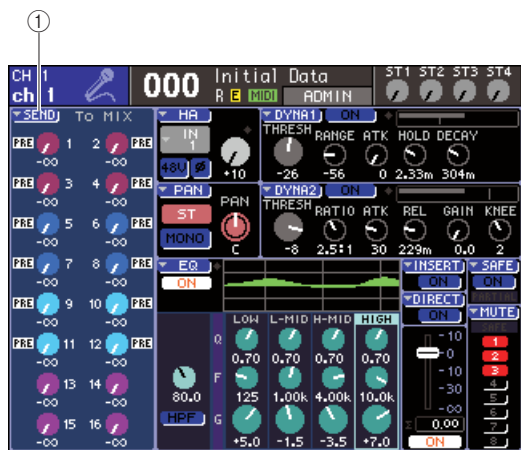 1
CH 1
ch 1
000
Initial Data
R E MIDI ADMIN
ST1 ST2 ST3 ST4
SEND To MIX
PRE 1 2 PRE
-∞ -∞
PRE 3 4 PRE
-∞ -∞
PRE 5 6 PRE
-∞ -∞
PRE 7 8 PRE
-∞ -∞
PRE 9 10 PRE
-∞ -∞
PRE 11 12 PRE
-∞ -∞
13 14
-∞ -∞
15 16
-∞ -∞
HA
IN
1
48V Ø
+10
PAN
ST
MONO
PAN
C
DYNA1 ON
THRESH RANGE ATK HOLD DECAY
-26 -56 0 2.33m 304m
DYNA2 ON
THRESH RATIO ATK REL GAIN KNEE
-8 2.5:1 30 229m 0.0 2
EQ
ON
LOW L-MID H-MID HIGH
Q
0.70 0.70 0.70 0.70
F
80.0 125 1.00k 4.00k 10.0k
HPF
G
+5.0 -1.5 -3.5 +7.0
INSERT
ON
DIRECT
ON
-10
-0
-10
-30
-∞
Σ 0.00
ON
SAFE
ON
PARTIAL
MUTE
SAFE
1
2
3
4
5
6
7
8